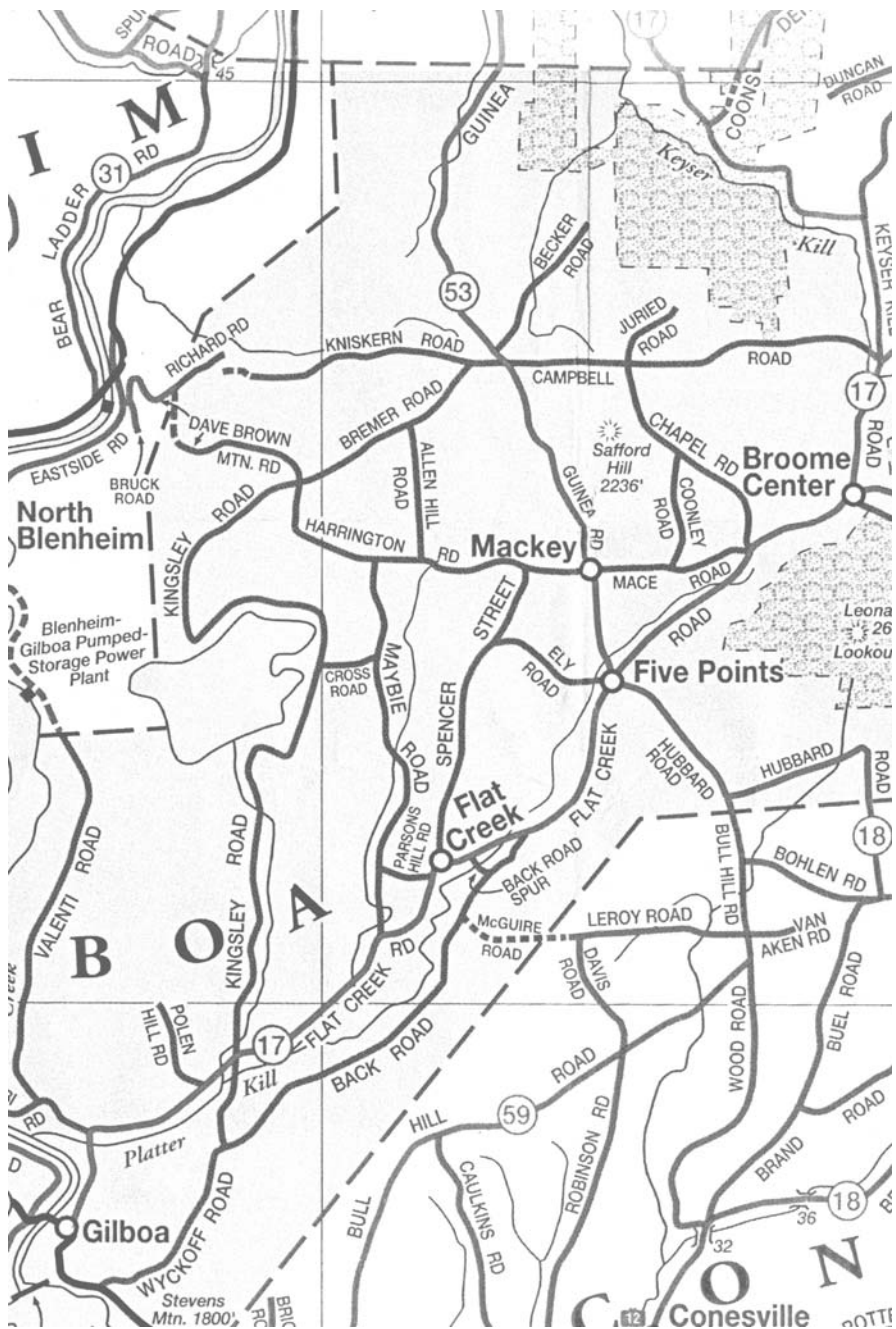 SPUR
ROAD
45
17
DUNCAN
ROAD
COONS
I M
GUINEA
Keyser
Kill
31
LADDER RD
BEAR
KEYSER KILL
ROAD
BECKER
ROAD
53
JURIED
ROAD
RICHARD RD
KNISKERN ROAD
CAMPBELL
ROAD
17
BREMER ROAD
DAVE BROWN
MTN. RD
EASTSIDE RD
BRUCK
ROAD
ALLEN HILL
ROAD
Safford
Hill
2236'
CHAPEL RD
Broome
Center
North
Blenheim
KINGSLEY ROAD
HARRINGTON RD
GUINEA RD
COONLEY
ROAD
Mackey
MACE ROAD
Blenheim-
Gilboa Pumped-
Storage Power
Plant
MAYBIE ROAD
SPENCER STREET
ELY
ROAD
ROAD
Lookou
CROSS
ROAD
Five Points
HUBBARD
ROAD
HUBBARD ROAD
Flat
Creek
FLAT CREEK
PARSONS
HILL RD
BACK ROAD
SPUR
BULL HILL RD
18
BOHLEN RD
McGUIRE
ROAD
LEROY ROAD
VAN
AKEN RD
DAVIS
ROAD
VALENTI ROAD
KINGSLEY ROAD
B O A
POLEN
HILL RD
17
FLAT CREEK RD
BACK ROAD
WOOD ROAD
BUEL ROAD
Kill
Platter
RD
BULL HILL ROAD
59
ROBINSON RD
CAULKINS RD
BRAND ROAD
18
36
32
Gilboa
WYCKOFF ROAD
Stevens
Mtn. 1800'
C O N
12
Conesville